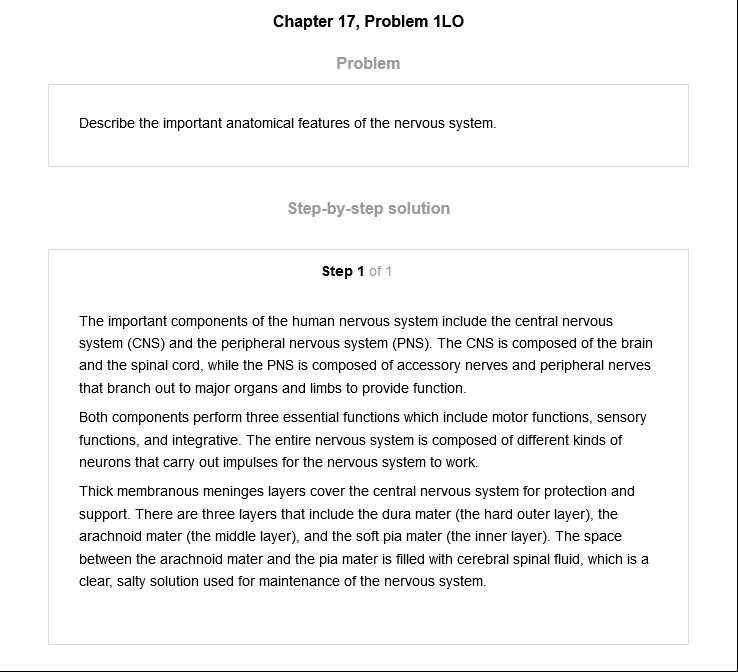 Chapter 17, Problem 1LO
Problem
Describe the important anatomical features of the nervous system.
Step-by-step solution
Step 1 of 1
The important components of the human nervous system include the central nervous
system (CNS) and the peripheral nervous system (PNS). The CNS is composed of the brain
and the spinal cord, while the PNS is composed of accessory nerves and peripheral nerves
that branch out to major organs and limbs to provide function.
Both components perform three essential functions which include motor functions, sensory
functions, and integrative. The entire nervous system is composed of different kinds of
neurons that carry out impulses for the nervous system to work.
Thick membranous meninges layers cover the central nervous system for protection and
support. There are three layers that include the dura mater (the hard outer layer), the
arachnoid mater (the middle layer), and the soft pia mater (the inner layer). The space
between the arachnoid mater and the pia mater is filled with cerebral spinal fluid, which is a
clear, salty solution used for maintenance of the nervous system.